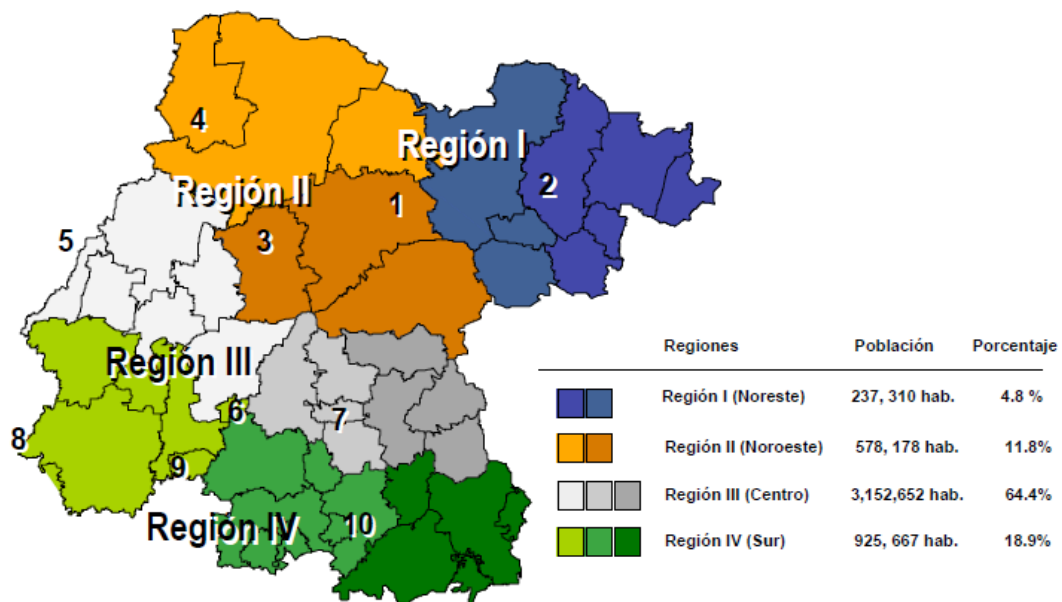 4
Región I
Región II
1
2
5
3
Región III
6
7
8
9
Región IV
10
Regiones Población Porcentaje
Región I (Noreste) 237, 310 hab. 4.8 %
Región II (Noroeste) 578, 178 hab. 11.8%
Región III (Centro) 3,152,652 hab. 64.4%
Región IV (Sur) 925, 667 hab. 18.9%